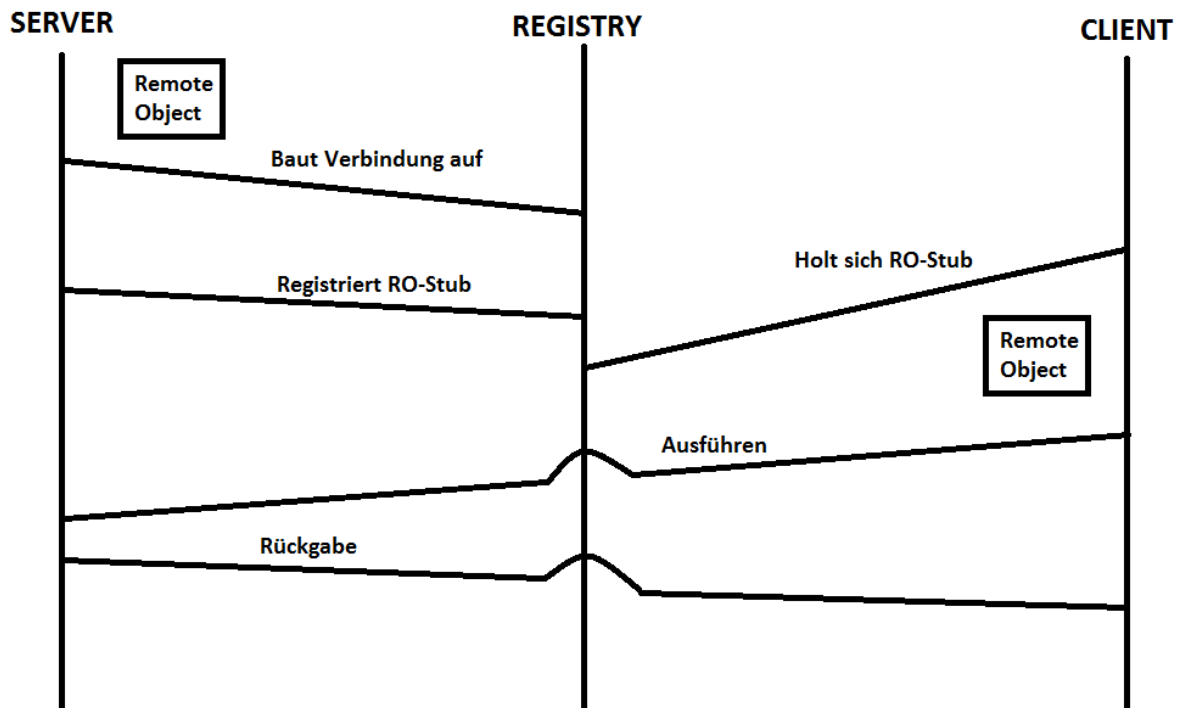 SERVER
REGISTRY
CLIENT
Remote
Object
Baut Verbindung auf
Registriert RO-Stub
Holt sich RO-Stub
Remote
Object
Ausführen
Rückgabe